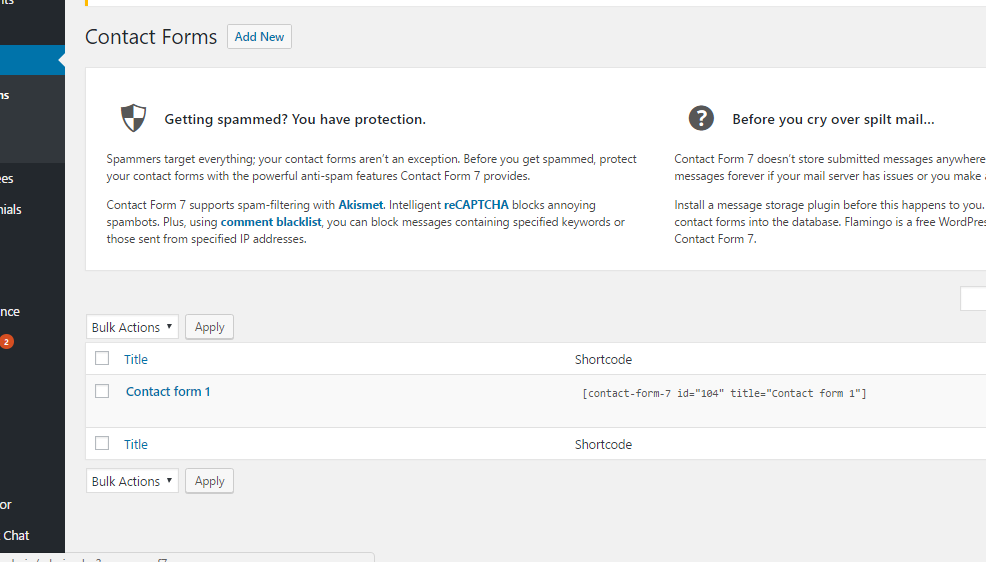 Contact Forms Add New
Getting spammed? You have protection.
Spammers target everything; your contact forms aren't an exception. Before you get spammed, protect
your contact forms with the powerful anti-spam features Contact Form 7 provides.
Contact Form 7 supports spam-filtering with Akismet. Intelligent reCAPTCHA blocks annoying
spambots. Plus, using comment blacklist, you can block messages containing specified keywords or
those sent from specified IP addresses.
Before you cry over spilt mail...
Contact Form 7 doesn't store submitted messages anywhere
messages forever if your mail server has issues or you make
Install a message storage plugin before this happens to you.
contact forms into the database. Flamingo is a free WordPres
Contact Form 7.
ns
ees
nials
nce
2
or
Chat
Bulk Actions Apply
Title Shortcode
Contact form 1 [contact-form-7 id="104" title="Contact form 1"]
Title Shortcode
Bulk Actions Apply